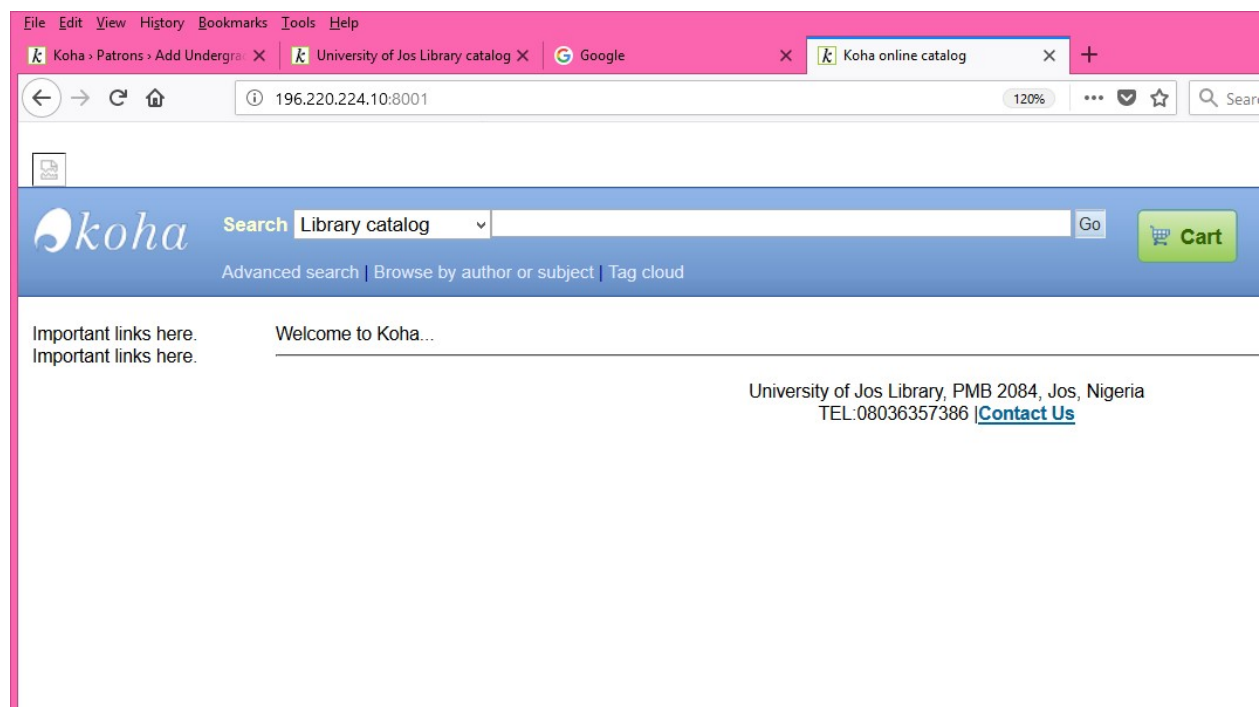 File Edit View History Bookmarks Tools Help
Koha › Patrons › Add Undergra
University of Jos Library catalog
Google
Koha online catalog
196.220.224.10:8001
120%
Sear
koha
Search Library catalog Go
Cart
Advanced search | Browse by author or subject | Tag cloud
Important links here.
Welcome to Koha...
Important links here.
University of Jos Library, PMB 2084, Jos, Nigeria
TEL:08036357386 |Contact Us